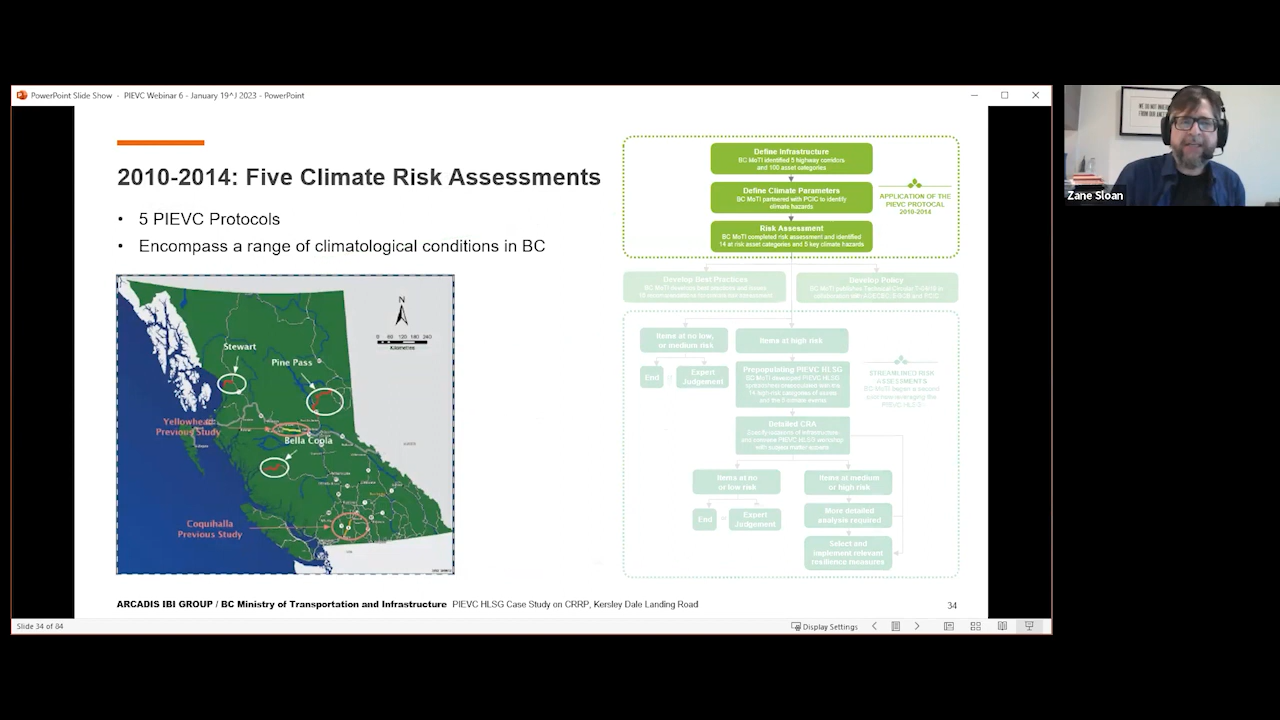 PowerPoint Slide Show - PIEVC Webinar 6 - January 19^J 2023 - PowerPoint
2010-2014: Five Climate Risk Assessments
• 5 PIEVC Protocols
• Encompass a range of climatological conditions in BC
N
Kilometres
Stewart
Pine Pass
Yellowhead
Previous Study
Bella Coola
Coquihalla
Previous Study
Define Infrastructure
BC MoTI identified 5 highway corridors
and 100 asset categories
Define Climate Parameters
BC MoTI partnered with PCIC to identify
climate hazards
Risk Assessment
BC MoTI completed risk assessment and identified
14 at risk asset categories and 5 key climate hazards
APPLICATION OF THE
PIEVC PROTOCAL
2010-2014
Develop Best Practices
Develop Policy
Items at no low,
or medium risk
Items at high risk
End
Expert
Judgement
Prepopulating PIEVC HLSG
STREAMLINED RISK
ASSESSMENTS
Detailed CRA
Items at no
or low risk
Items at medium
or high risk
End
or
Expert
Judgement
More detailed
analysis required
Select and
implement relevant
resilience measures
ARCADIS IBI GROUP / BC Ministry of Transportation and Infrastructure PIEVC HLSG Case Study on CRRP, Kersley Dale Landing Road
34
Slide 34 of 84
Display Settings
Zane Sloan